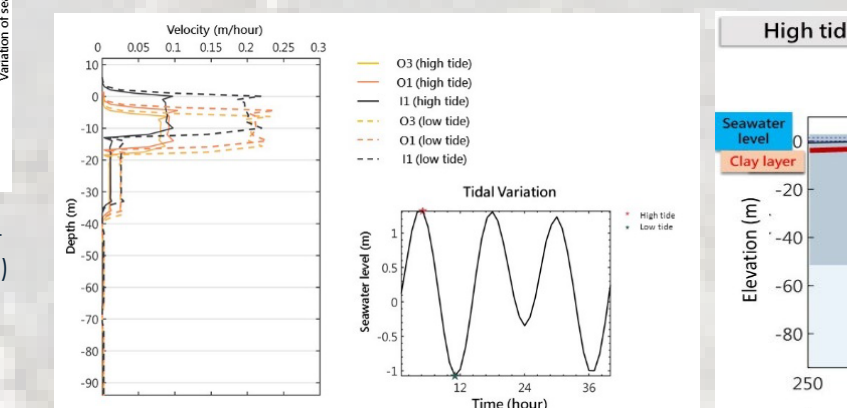 Variation of sea
)
Velocity (m/hour)
0 0.05 0.1 0.15 0.2 0.25 0.3
10
0
-10
-20
-30
-40
-50
-60
-70
-80
-90
Depth (m)
O3 (high tide)
O1 (high tide)
I1 (high tide)
O3 (low tide)
O1 (low tide)
I1 (low tide)
Tidal Variation
High tide
Low tide
Seawater level (m)
1
0.5
0
-0.5
-1
12 24 36
Time (hour)
High tid
Seawater
level
Clay layer
Elevation (m)
0
-20
-40
-60
-80
250